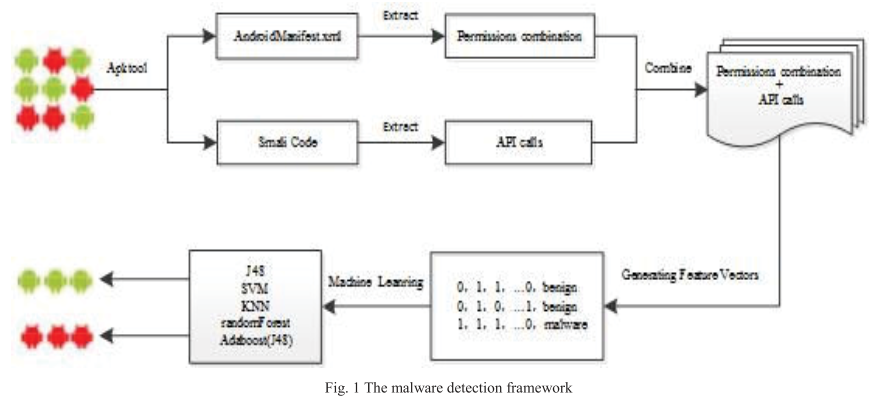 Apktool
AndroidManifest.xml
Extract
Permissions combination
Smali Code
Extract
API calls
Combine
Permissions combination
+
API calls
Generating Feature Vectors
0, 1, 1, ...0, benign
0, 1, 0, ...1, benign
1, 1, 1, ...0, malware
Machine Learning
J48
SVM
KNN
randomForest
Adaboost(J48)
Fig. 1 The malware detection framework